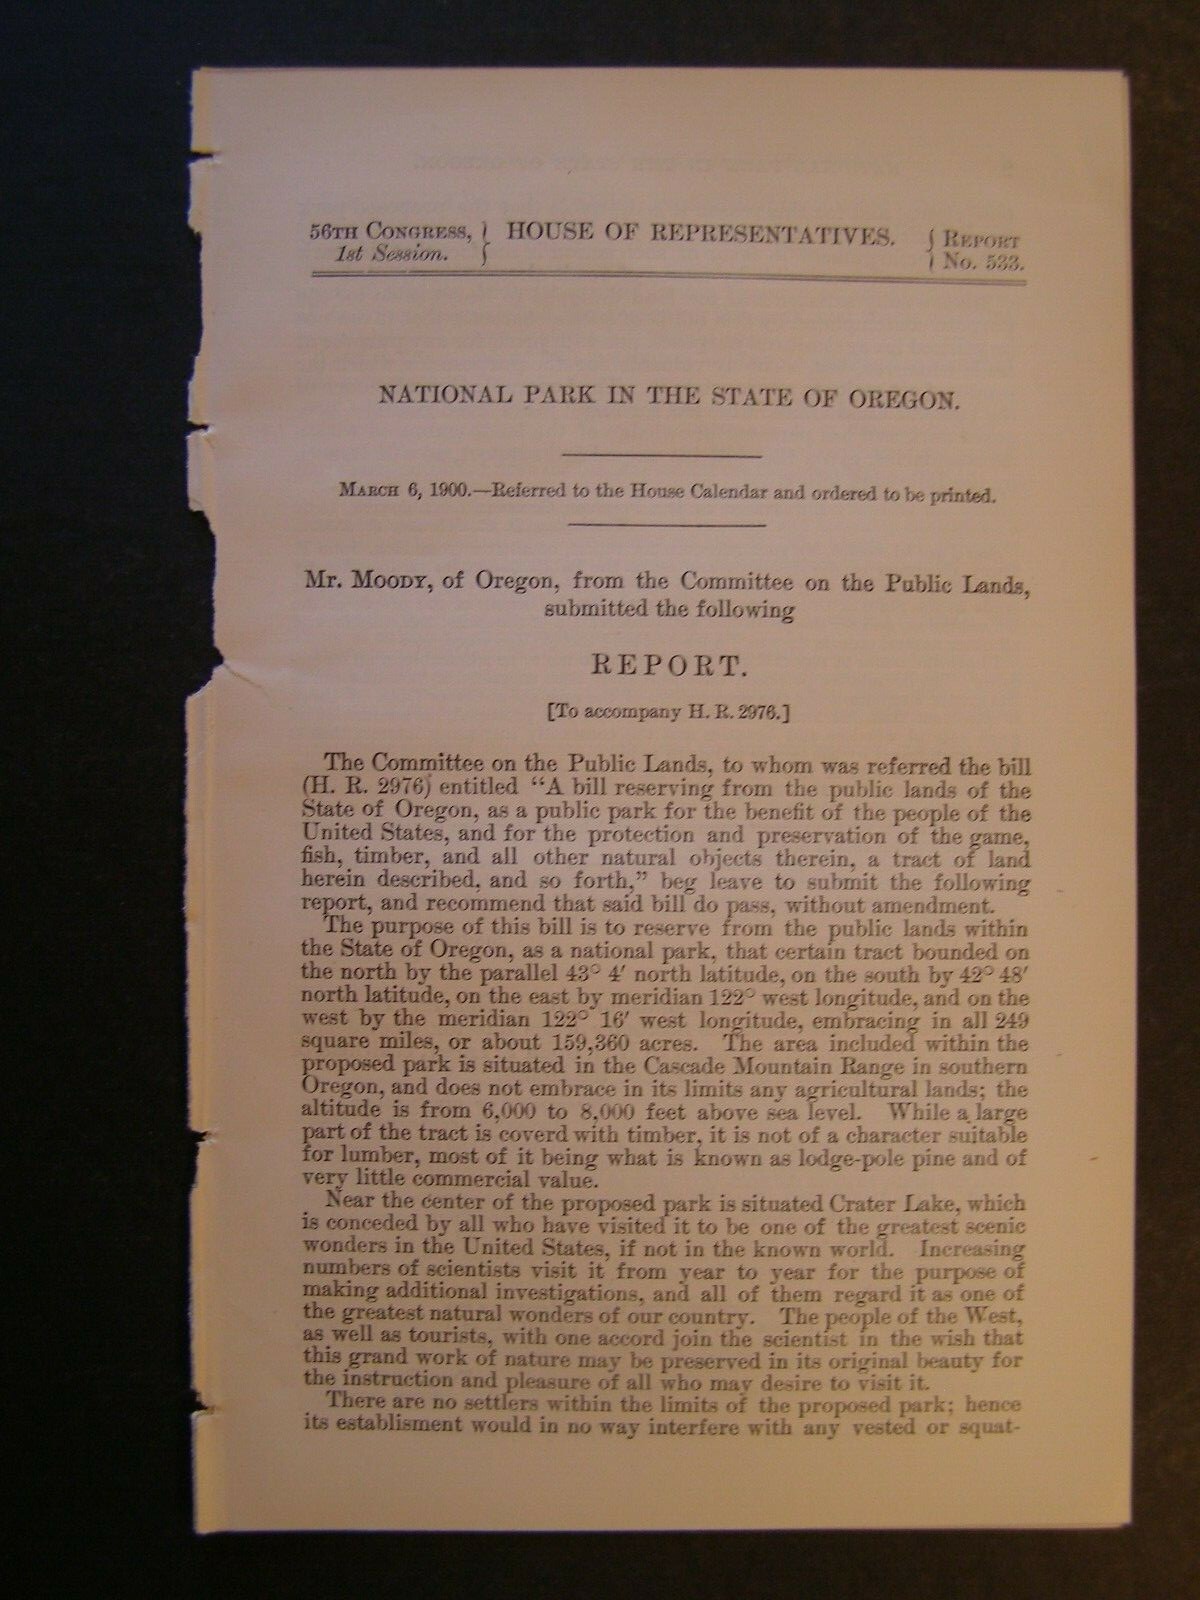 56TH CONGRESS, } HOUSE OF REPRESENTATIVES. { REPORT
1st Session. } { No. 533.
NATIONAL PARK IN THE STATE OF OREGON.
MARCH 6, 1900.—Referred to the House Calendar and ordered to be printed.
Mr. MOODY, of Oregon, from the Committee on the Public Lands,
submitted the following
REPORT.
[To accompany H. R. 2976.]
The Committee on the Public Lands, to whom was referred the bill
(H. R. 2976) entitled "A bill reserving from the public lands of the
State of Oregon, as a public park for the benefit of the people of the
United States, and for the protection and preservation of the game,
fish, timber, and all other natural objects therein, a tract of land
herein described, and so forth," beg leave to submit the following
report, and recommend that said bill do pass, without amendment.
The purpose of this bill is to reserve from the public lands within
the State of Oregon, as a national park, that certain tract bounded on
the north by the parallel 43° 4' north latitude, on the south by 42° 48'
north latitude, on the east by meridian 122° west longitude, and on the
west by the meridian 122° 16' west longitude, embracing in all 249
square miles, or about 159,360 acres. The area included within the
proposed park is situated in the Cascade Mountain Range in southern
Oregon, and does not embrace in its limits any agricultural lands; the
altitude is from 6,000 to 8,000 feet above sea level. While a large
part of the tract is coverd with timber, it is not of a character suitable
for lumber, most of it being what is known as lodge-pole pine and of
very little commercial value.
Near the center of the proposed park is situated Crater Lake, which
is conceded by all who have visited it to be one of the greatest scenic
wonders in the United States, if not in the known world. Increasing
numbers of scientists visit it from year to year for the purpose of
making additional investigations, and all of them regard it as one of
the greatest natural wonders of our country. The people of the West,
as well as tourists, with one accord join the scientist in the wish that
this grand work of nature may be preserved in its original beauty for
the instruction and pleasure of all who may desire to visit it.
There are no settlers within the limits of the proposed park; hence
its establisment would in no way interfere with any vested or squat-